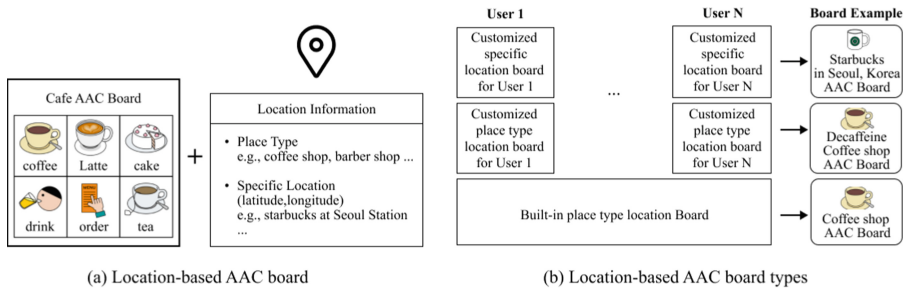 Cafe AAC Board
coffee
Latte
cake
drink
MENU
order
tea
+
Location Information
• Place Type
e.g., coffee shop, barber shop ...
• Specific Location
(latitude,longitude)
e.g., starbucks at Seoul Station
...
(a) Location-based AAC board
User 1
User N
Board Example
Customized
specific
location board
for User 1
...
Customized
specific
location board
for User N
Starbucks
in Seoul, Korea
AAC Board
Customized
place type
location board
for User 1
Customized
place type
location board
for User N
Decaffeine
Coffee shop
AAC Board
Built-in place type location Board
Coffee shop
AAC Board
(b) Location-based AAC board types